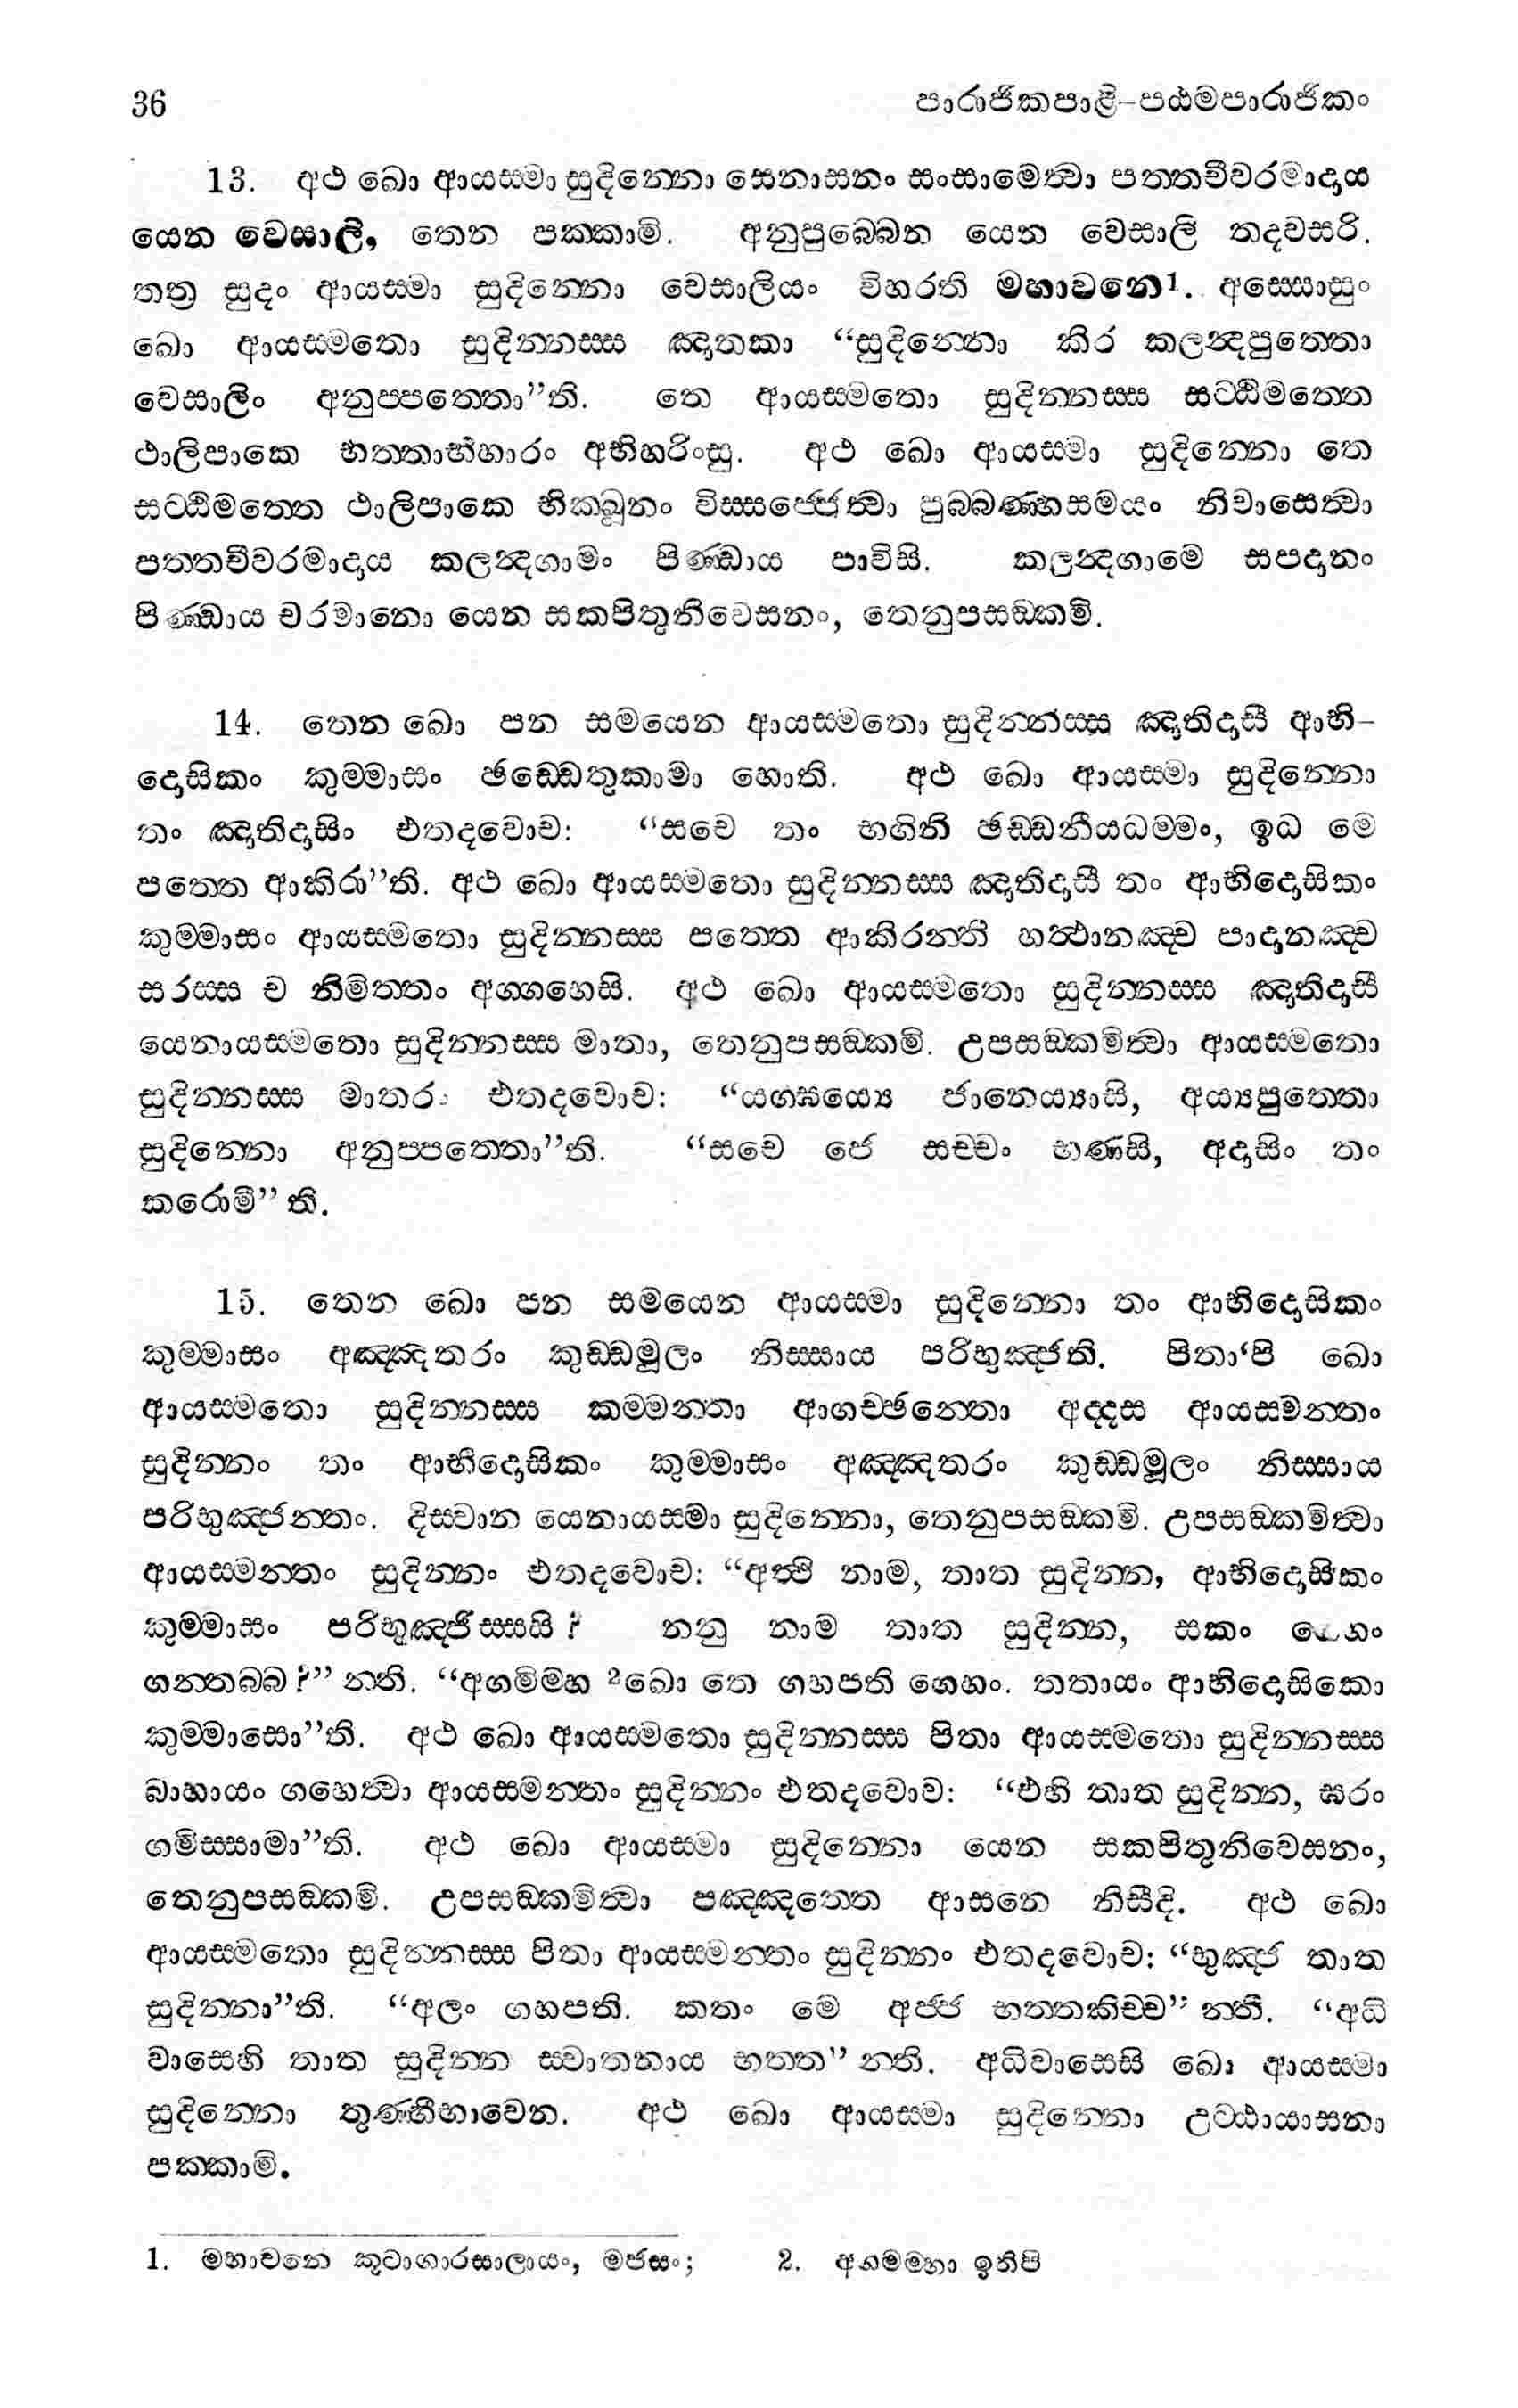 36 පාරාජිකපාළි-පඨමපාරාජිකං
13. අථ ඛො ආයස්මා සුදින්නො සෙනාසනං සංසාමෙත්වා පත්තචීවරමාදාය
යෙන වෙසාලි, තෙන පක්කාමි. අනුපුබ්බෙන යෙන වෙසාලි තදවසරි.
තත්‍ර සුදං ආයස්මා සුදින්නො වෙසාලියං විහරති මහාවනෙ1. අස්සොසුං
ඛො ආයස්මතො සුදින්නස්ස ඤාතකා “සුදින්නො කිර කලන්දපුත්තො
වෙසාලිං අනුප්පත්තො”ති. තෙ ආයස්මතො සුදින්නස්ස සට්ඨිමත්තෙ
ථාලිපාකෙ භත්තාභිහාරං අභිහරිංසු. අථ ඛො ආයස්මා සුදින්නො තෙ
සට්ඨිමත්තෙ ථාලිපාකෙ භික්ඛූනං විස්සජ්ජෙත්වා පුබ්බණ්හසමයං නිවාසෙත්වා
පත්තචීවරමාදාය කලන්දගාමං පිණ්ඩාය පාවිසි. කලන්දගාමෙ සපදානං
පිණ්ඩාය චරමානො යෙන සකපිතුනිවෙසනං, තෙනුපසඞ්කමි.
14. තෙන ඛො පන සමයෙන ආයස්මතො සුදින්නස්ස ඤාතිදාසී ආභි-
දොසිකං කුම්මාසං ඡඩ්ඩෙතුකාමා හොති. අථ ඛො ආයස්මා සුදින්නො
තං ඤාතිදාසිං එතදවොච: “සචෙ තං භගිනි ඡඩ්ඩනීයධම්මං, ඉධ මෙ
පත්තෙ ආකිරා”ති. අථ ඛො ආයස්මතො සුදින්නස්ස ඤාතිදාසී තං ආභිදොසිකං
කුම්මාසං ආයස්මතො සුදින්නස්ස පත්තෙ ආකිරන්තී හත්ථානඤ්ච පාදානඤ්ච
සරස්ස ච නිමිත්තං අග්ගහෙසි. අථ ඛො ආයස්මතො සුදින්නස්ස ඤාතිදාසී
යෙනායස්මතො සුදින්නස්ස මාතා, තෙනුපසඞ්කමි. උපසඞ්කමිත්වා ආයස්මතො
සුදින්නස්ස මාතරං එතදවොච: “යග්ඝය්‍යෙ ජානෙය්‍යාසි, අය්‍යපුත්තො
සුදින්නො අනුප්පත්තො”ති. “සචෙ ජෙ සච්චං භණසි, අදාසිං තං
කරොමී” ති.
15. තෙන ඛො පන සමයෙන ආයස්මා සුදින්නො තං ආභිදොසිකං
කුම්මාසං අඤ්ඤතරං කුඩ්ඩමූලං නිස්සාය පරිභුඤ්ජති. පිතා‘පි ඛො
ආයස්මතො සුදින්නස්ස කම්මන්තා ආගච්ඡන්තො අද්දස ආයස්මන්තං
සුදින්නං තං ආභිදොසිකං කුම්මාසං අඤ්ඤතරං කුඩ්ඩමූලං නිස්සාය
පරිභුඤ්ජන්තං. දිස්වාන යෙනායස්මා සුදින්නො, තෙනුපසඞ්කමි. උපසඞ්කමිත්වා
ආයස්මන්තං සුදින්නං එතදවොච: “අත්ථි නාම, තාත සුදින්න, ආභිදොසිකං
කුම්මාසං පරිභුඤ්ජිස්සසි ? නනු නාම තාත සුදින්න, සකං ගෙහං
ගන්තබ්බ ?” න්ති. “අගමම්හ 2ඛො තෙ ගහපති ගෙහං. තතායං ආභිදොසිකො
කුම්මාසො”ති. අථ ඛො ආයස්මතො සුදින්නස්ස පිතා ආයස්මතො සුදින්නස්ස
බාහායං ගහෙත්වා ආයස්මන්තං සුදින්නං එතදවොච: “එහි තාත සුදින්න, ඝරං
ගමිස්සාමා”ති. අථ ඛො ආයස්මා සුදින්නො යෙන සකපිතුනිවෙසනං,
තෙනුපසඞ්කමි. උපසඞ්කමිත්වා පඤ්ඤත්තෙ ආසනෙ නිසීදි. අථ ඛො
ආයස්මතො සුදින්නස්ස පිතා ආයස්මන්තං සුදින්නං එතදවොච: “භුඤ්ජ තාත
සුදින්නා”ති. “අලං ගහපති. කතං මෙ අජ්ජ භත්තකිච්ච” න්ති. “අධි
වාසෙහි තාත සුදින්න ස්වාතනාය භත්ත” න්ති. අධිවාසෙසි ඛො ආයස්මා
සුදින්නො තුණ්හීභාවෙන. අථ ඛො ආයස්මා සුදින්නො උට්ඨායාසනා
පක්කාමි.
1. මහාවනෙ කූටාගාරසාලායං, මජසං; 2. අගමම්හා ඉතිපි